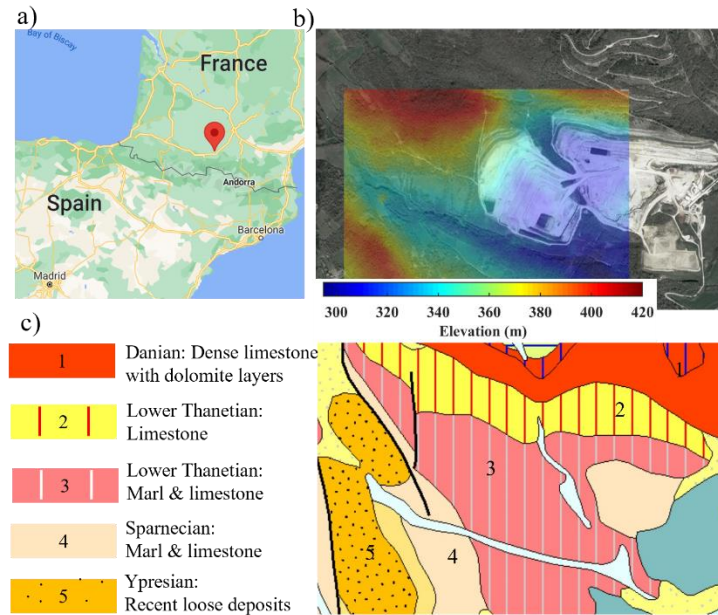 a)
Bay of Biscay
France
Andorra
Spain
Barcelona
Madrid
b)
300 320 340 360 380 400 420
Elevation (m)
c)
1 Danian: Dense limestone
with dolomite layers
2 Lower Thanetian:
Limestone
3 Lower Thanetian:
Marl & limestone
4 Sparnecian:
Marl & limestone
5 Ypresian:
Recent loose deposits
1
2
3
4
5